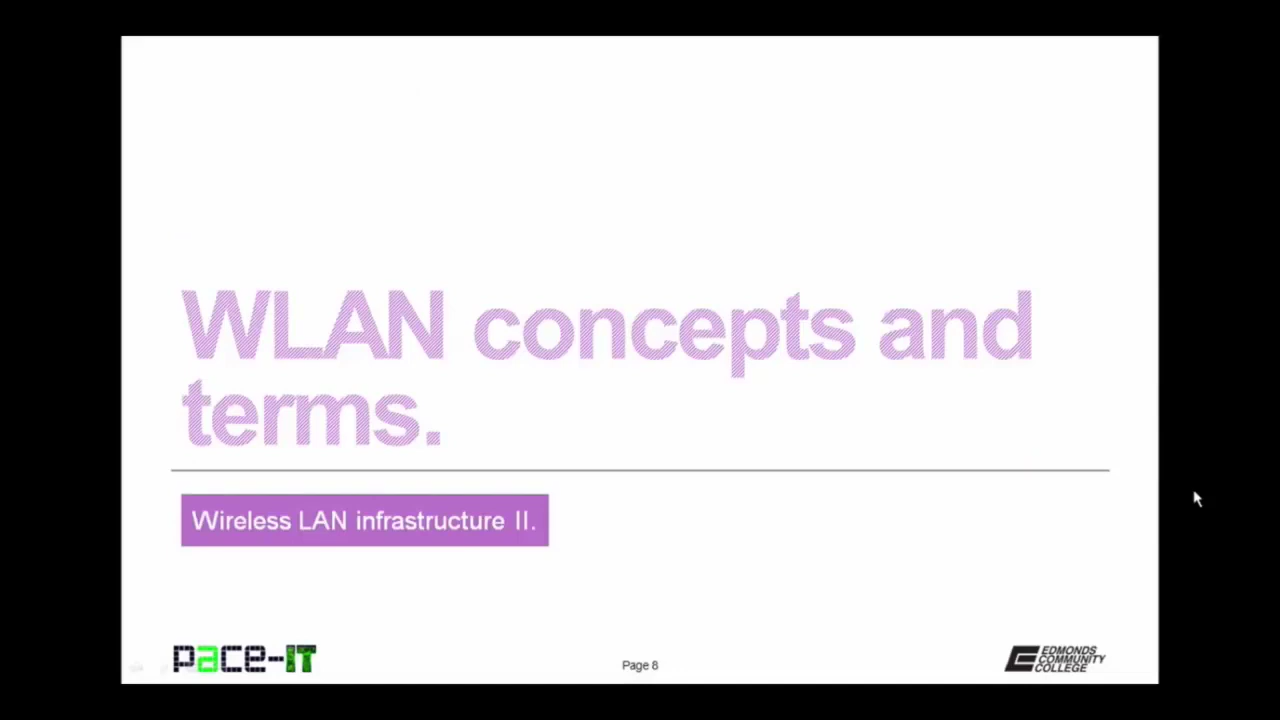 WLAN concepts and
terms.
Wireless LAN infrastructure II.
pace-IT
Page 8
EDMONDS
COMMUNITY
COLLEGE